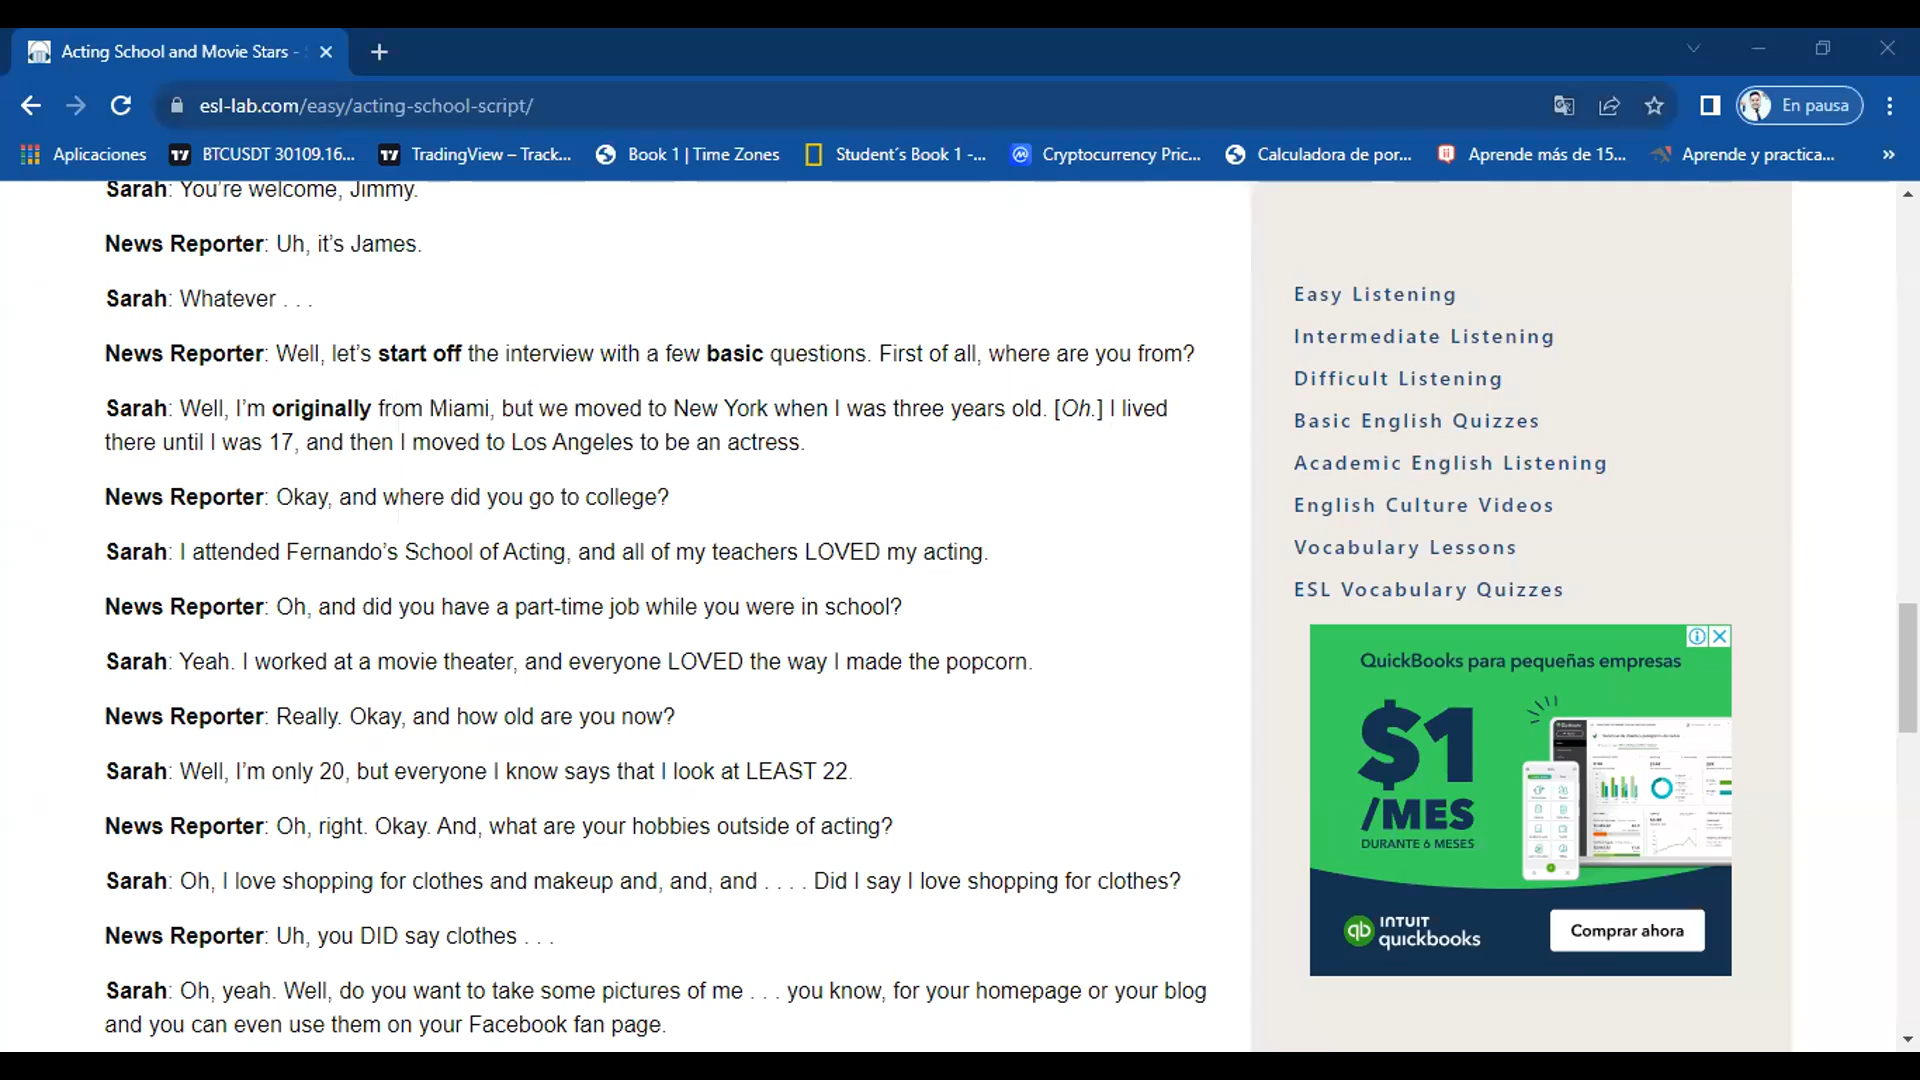 Acting School and Movie Stars -
esl-lab.com/easy/acting-school-script/
En pausa
Aplicaciones
BTCUSDT 30109.16...
TradingView – Track...
Book 1 | Time Zones
Student´s Book 1 -...
Cryptocurrency Pric...
Calculadora de por...
Aprende más de 15...
Aprende y practica...
Sarah: You’re welcome, Jimmy.
News Reporter: Uh, it’s James.
Sarah: Whatever . . .
News Reporter: Well, let’s start off the interview with a few basic questions. First of all, where are you from?
Sarah: Well, I’m originally from Miami, but we moved to New York when I was three years old. [Oh.] I lived
there until I was 17, and then I moved to Los Angeles to be an actress.
News Reporter: Okay, and where did you go to college?
Sarah: I attended Fernando’s School of Acting, and all of my teachers LOVED my acting.
News Reporter: Oh, and did you have a part-time job while you were in school?
Sarah: Yeah. I worked at a movie theater, and everyone LOVED the way I made the popcorn.
News Reporter: Really. Okay, and how old are you now?
Sarah: Well, I’m only 20, but everyone I know says that I look at LEAST 22.
News Reporter: Oh, right. Okay. And, what are your hobbies outside of acting?
Sarah: Oh, I love shopping for clothes and makeup and, and, and . . . . Did I say I love shopping for clothes?
News Reporter: Uh, you DID say clothes . . .
Sarah: Oh, yeah. Well, do you want to take some pictures of me . . . you know, for your homepage or your blog
and you can even use them on your Facebook fan page.
Easy Listening
Intermediate Listening
Difficult Listening
Basic English Quizzes
Academic English Listening
English Culture Videos
Vocabulary Lessons
ESL Vocabulary Quizzes
QuickBooks para pequeñas empresas
$1
/MES
DURANTE 6 MESES
qb INTUIT
quickbooks
Comprar ahora